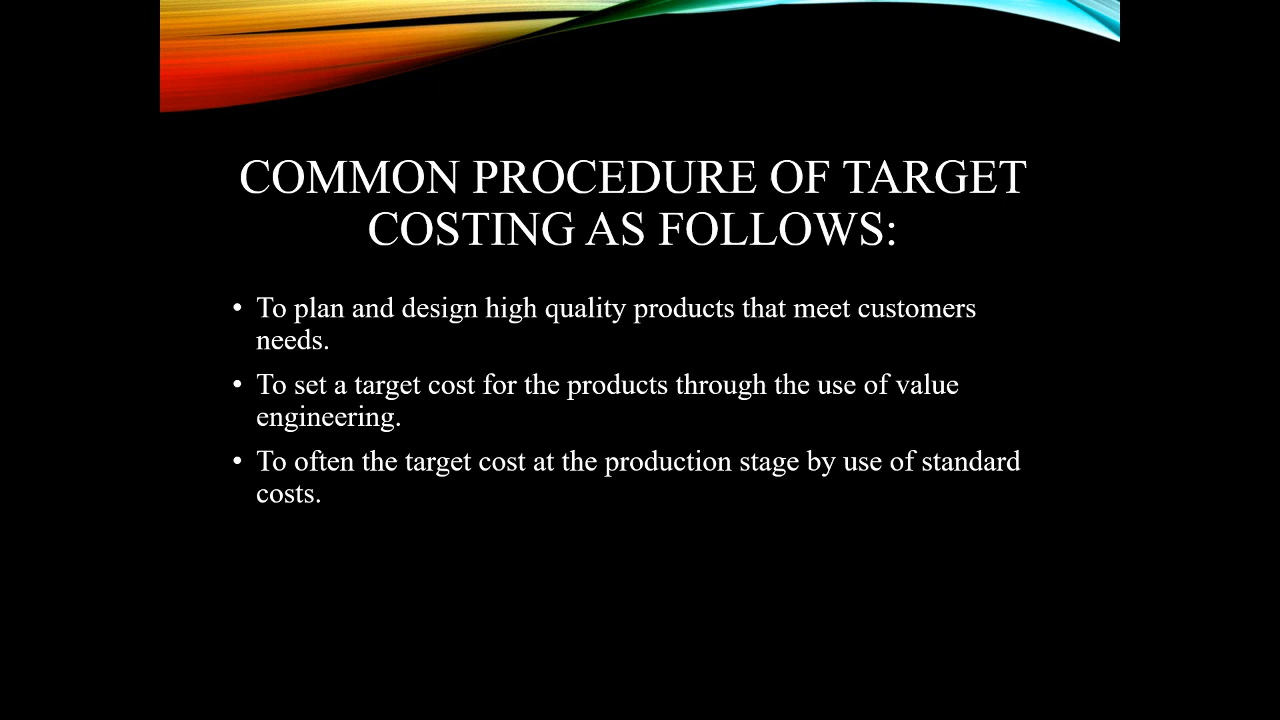 COMMON PROCEDURE OF TARGET
COSTING AS FOLLOWS:
• To plan and design high quality products that meet customers
needs.
• To set a target cost for the products through the use of value
engineering.
• To often the target cost at the production stage by use of standard
costs.